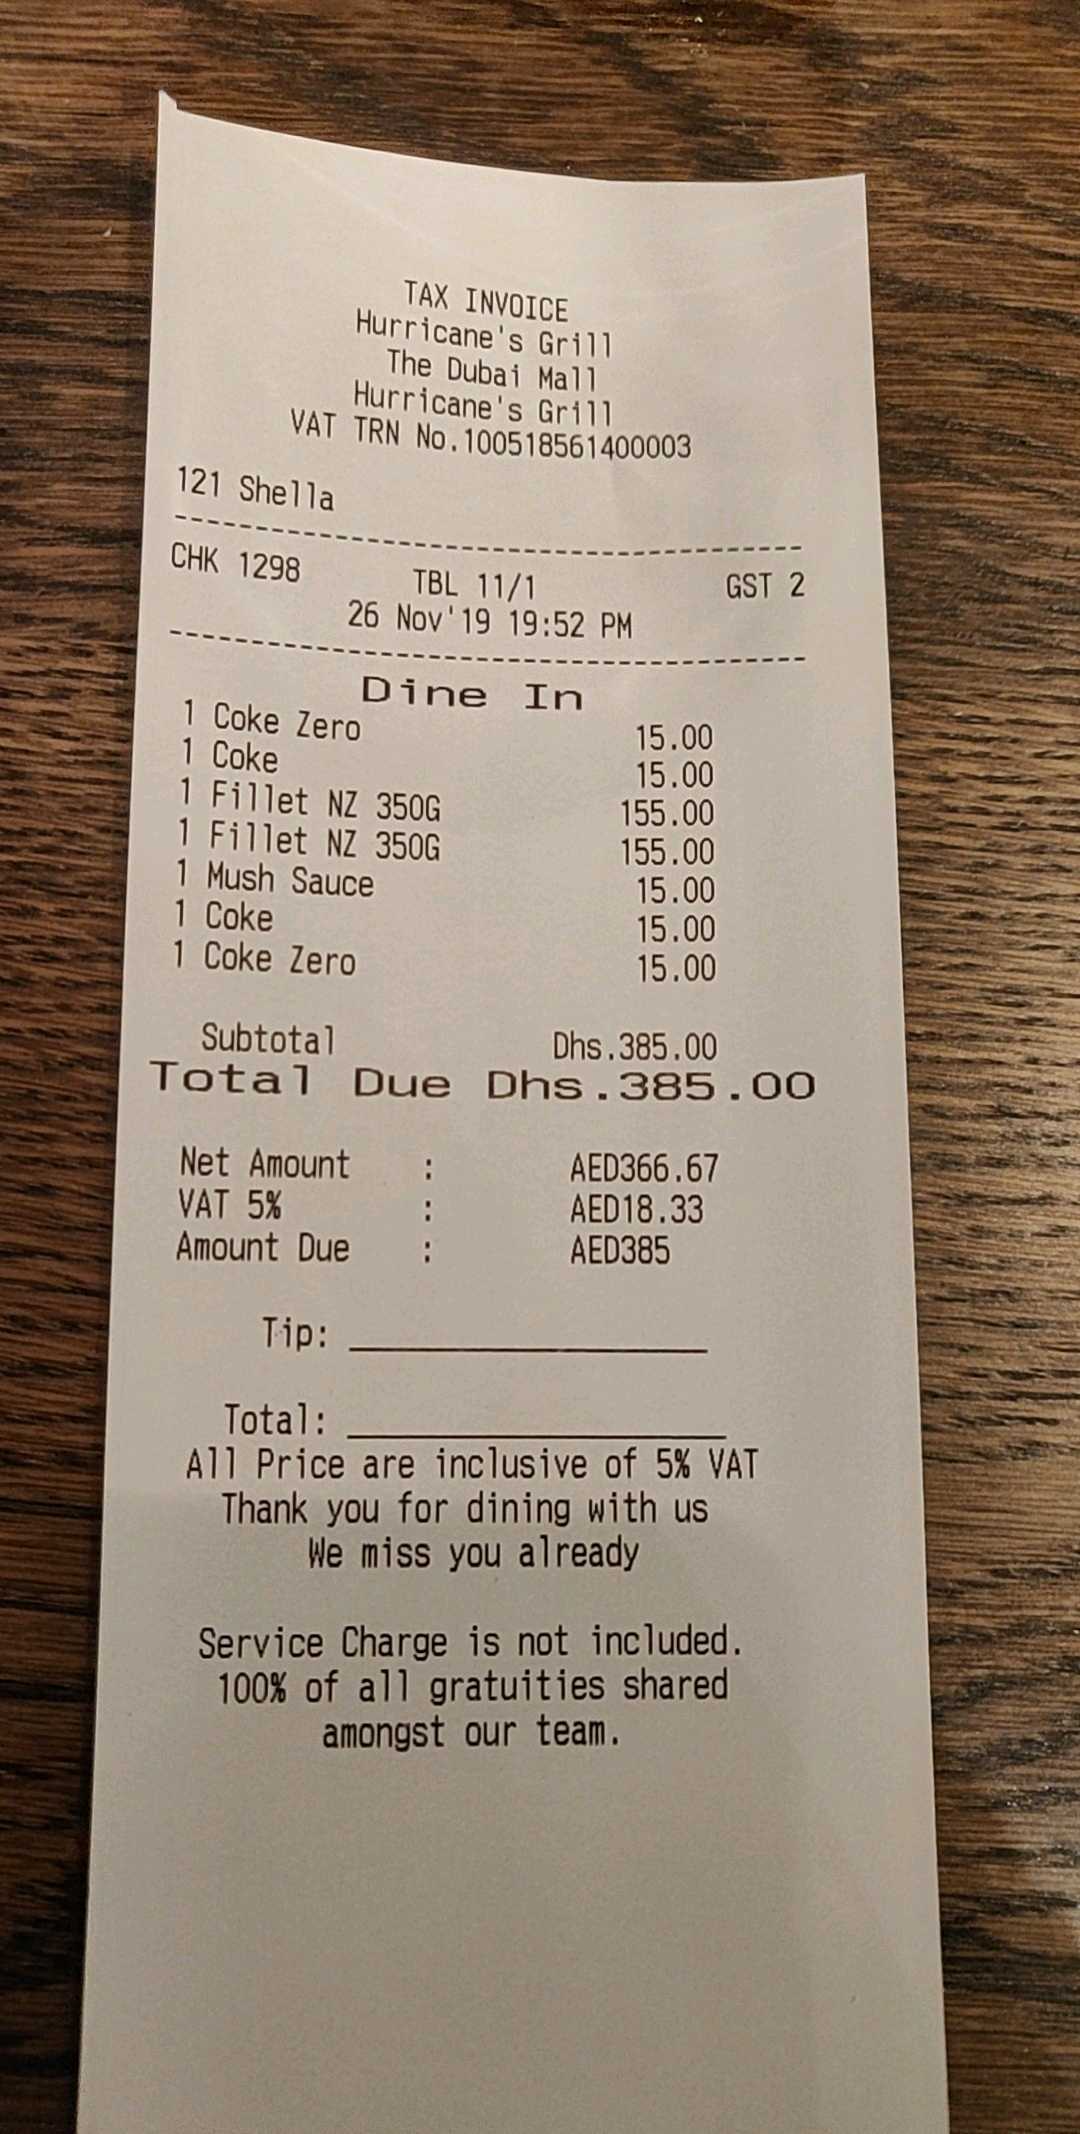 TAX INVOICE
Hurricane's Grill
The Dubai Mall
Hurricane's Grill
VAT TRN No.100518561400003
121 Shella
----------------------------------------
CHK 1298 TBL 11/1 GST 2
26 Nov'19 19:52 PM
----------------------------------------
Dine In
1 Coke Zero 15.00
1 Coke 15.00
1 Fillet NZ 350G 155.00
1 Fillet NZ 350G 155.00
1 Mush Sauce 15.00
1 Coke 15.00
1 Coke Zero 15.00
Subtotal Dhs.385.00
Total Due Dhs.385.00
Net Amount : AED366.67
VAT 5% : AED18.33
Amount Due : AED385
Tip: ____________________
Total: _____________________
All Price are inclusive of 5% VAT
Thank you for dining with us
We miss you already
Service Charge is not included.
100% of all gratuities shared
amongst our team.